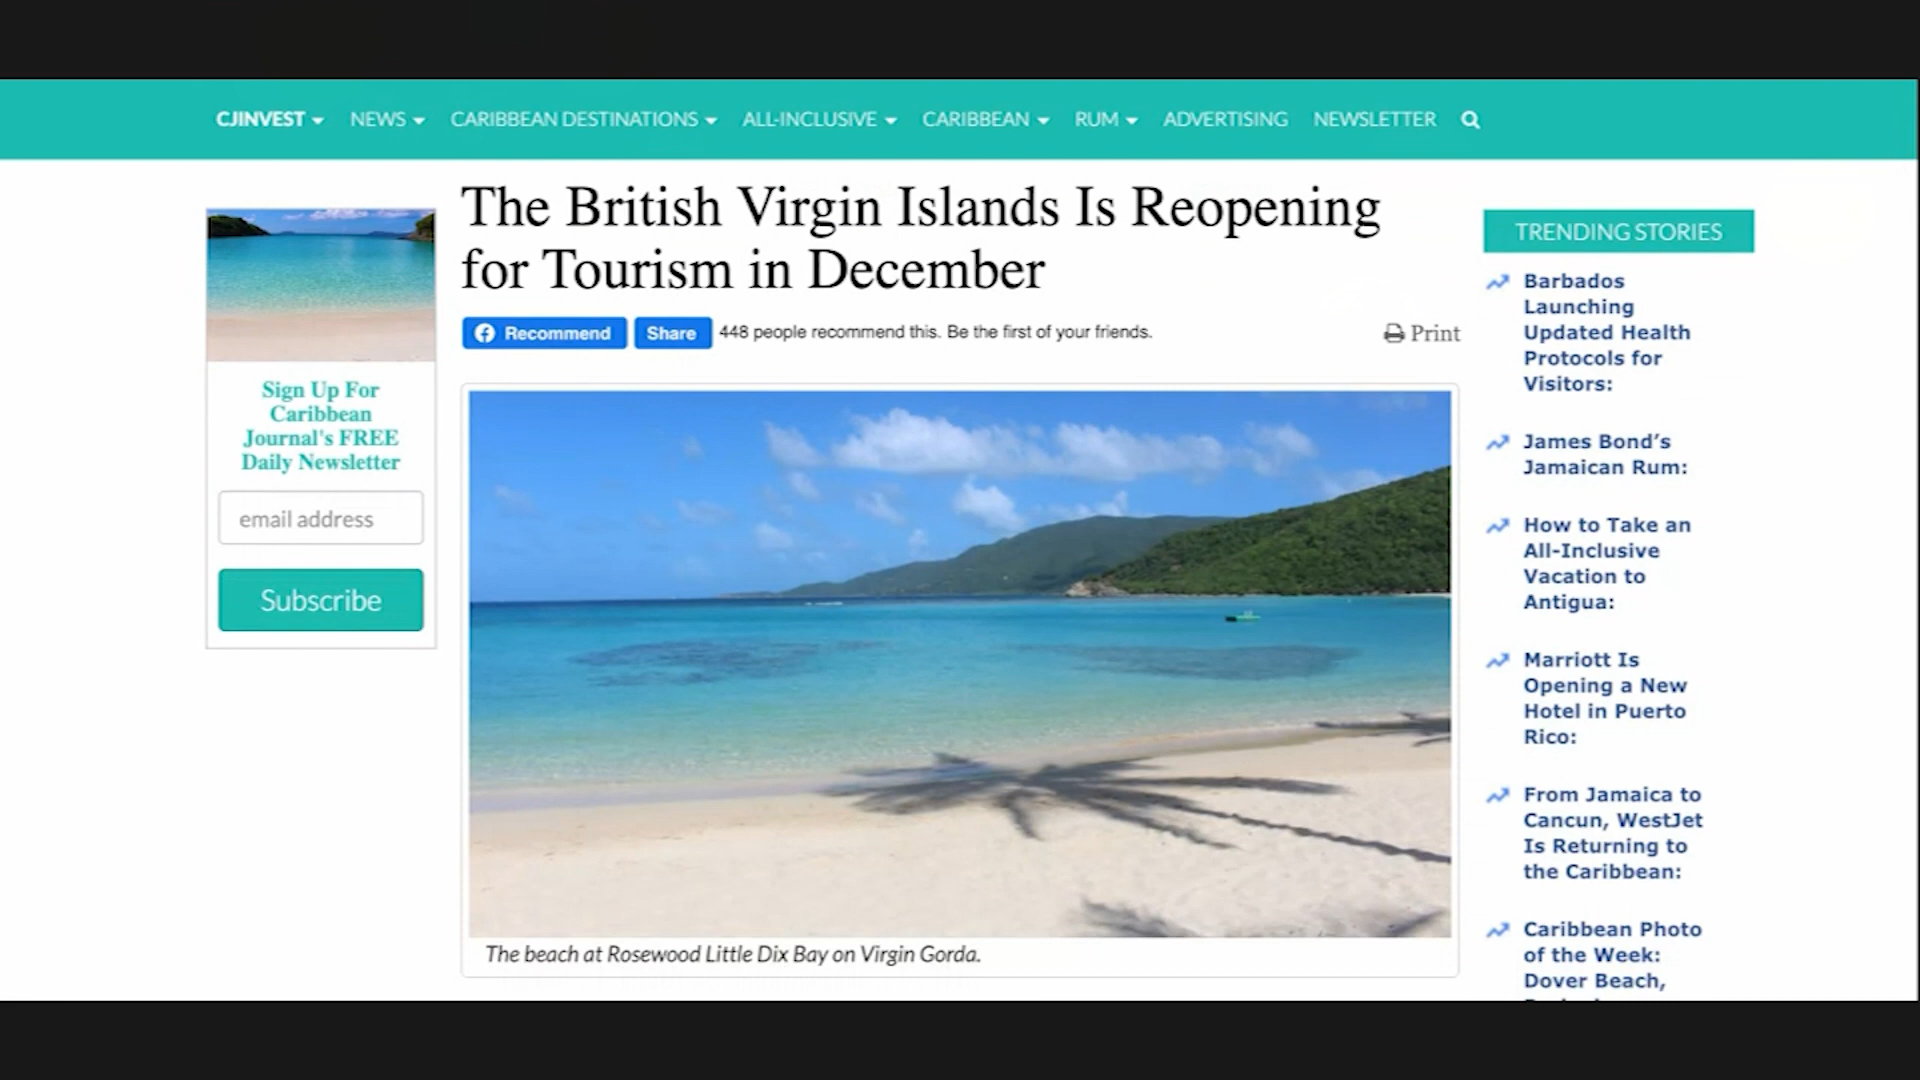 CJINVEST NEWS CARIBBEAN DESTINATIONS ALL-INCLUSIVE CARIBBEAN RUM ADVERTISING NEWSLETTER
The British Virgin Islands Is Reopening
for Tourism in December
Recommend Share 448 people recommend this. Be the first of your friends.
Print
Sign Up For
Caribbean
Journal's FREE
Daily Newsletter
email address
Subscribe
The beach at Rosewood Little Dix Bay on Virgin Gorda.
TRENDING STORIES
Barbados
Launching
Updated Health
Protocols for
Visitors:
James Bond’s
Jamaican Rum:
How to Take an
All-Inclusive
Vacation to
Antigua:
Marriott Is
Opening a New
Hotel in Puerto
Rico:
From Jamaica to
Cancun, WestJet
Is Returning to
the Caribbean:
Caribbean Photo
of the Week:
Dover Beach,